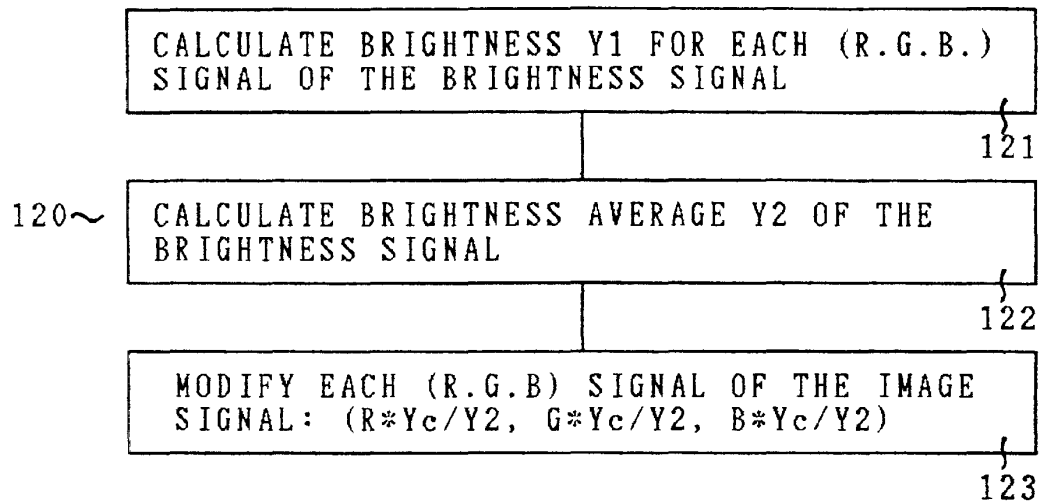 CALCULATE BRIGHTNESS Y1 FOR EACH (R.G.B.)
SIGNAL OF THE BRIGHTNESS SIGNAL
121
120~
CALCULATE BRIGHTNESS AVERAGE Y2 OF THE
BRIGHTNESS SIGNAL
122
MODIFY EACH (R.G.B) SIGNAL OF THE IMAGE
SIGNAL: (R*Yc/Y2, G*Yc/Y2, B*Yc/Y2)
123